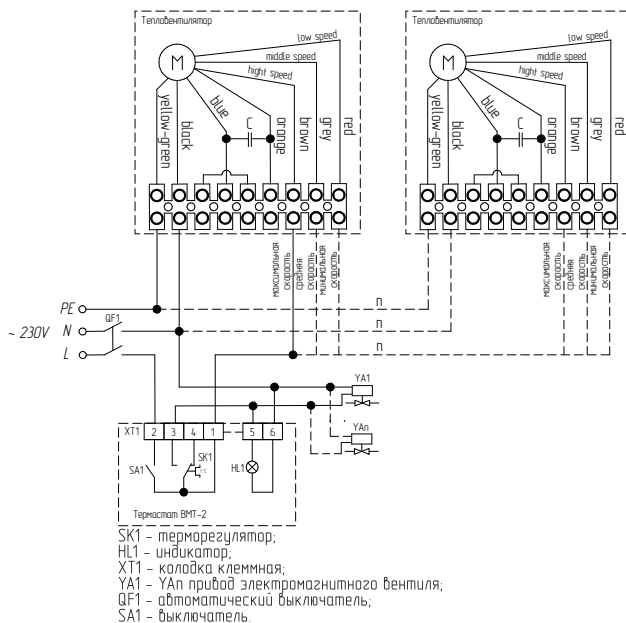 Тепловентилятор
M
low speed
middle speed
hight speed
yellow-green
black
blue
C
orange
brown
grey
red
максимальная
скорость
средняя
скорость
минимальная
скорость
Тепловентилятор
M
low speed
middle speed
hight speed
yellow-green
black
blue
C
orange
brown
grey
red
максимальная
скорость
средняя
скорость
минимальная
скорость
PE
n
QF1
~ 230V N
n
L
n
YA1
YAn
XT1 2 3 4 1 5 6
SA1
SK1
t,°C
HL1
Термостат ВМТ-2
SK1 - терморегулятор;
HL1 - индикатор;
XT1 - колодка клеммная;
YA1 - YAn привод электромагнитного вентиля;
QF1 - автоматический выключатель;
SA1 - выключатель.